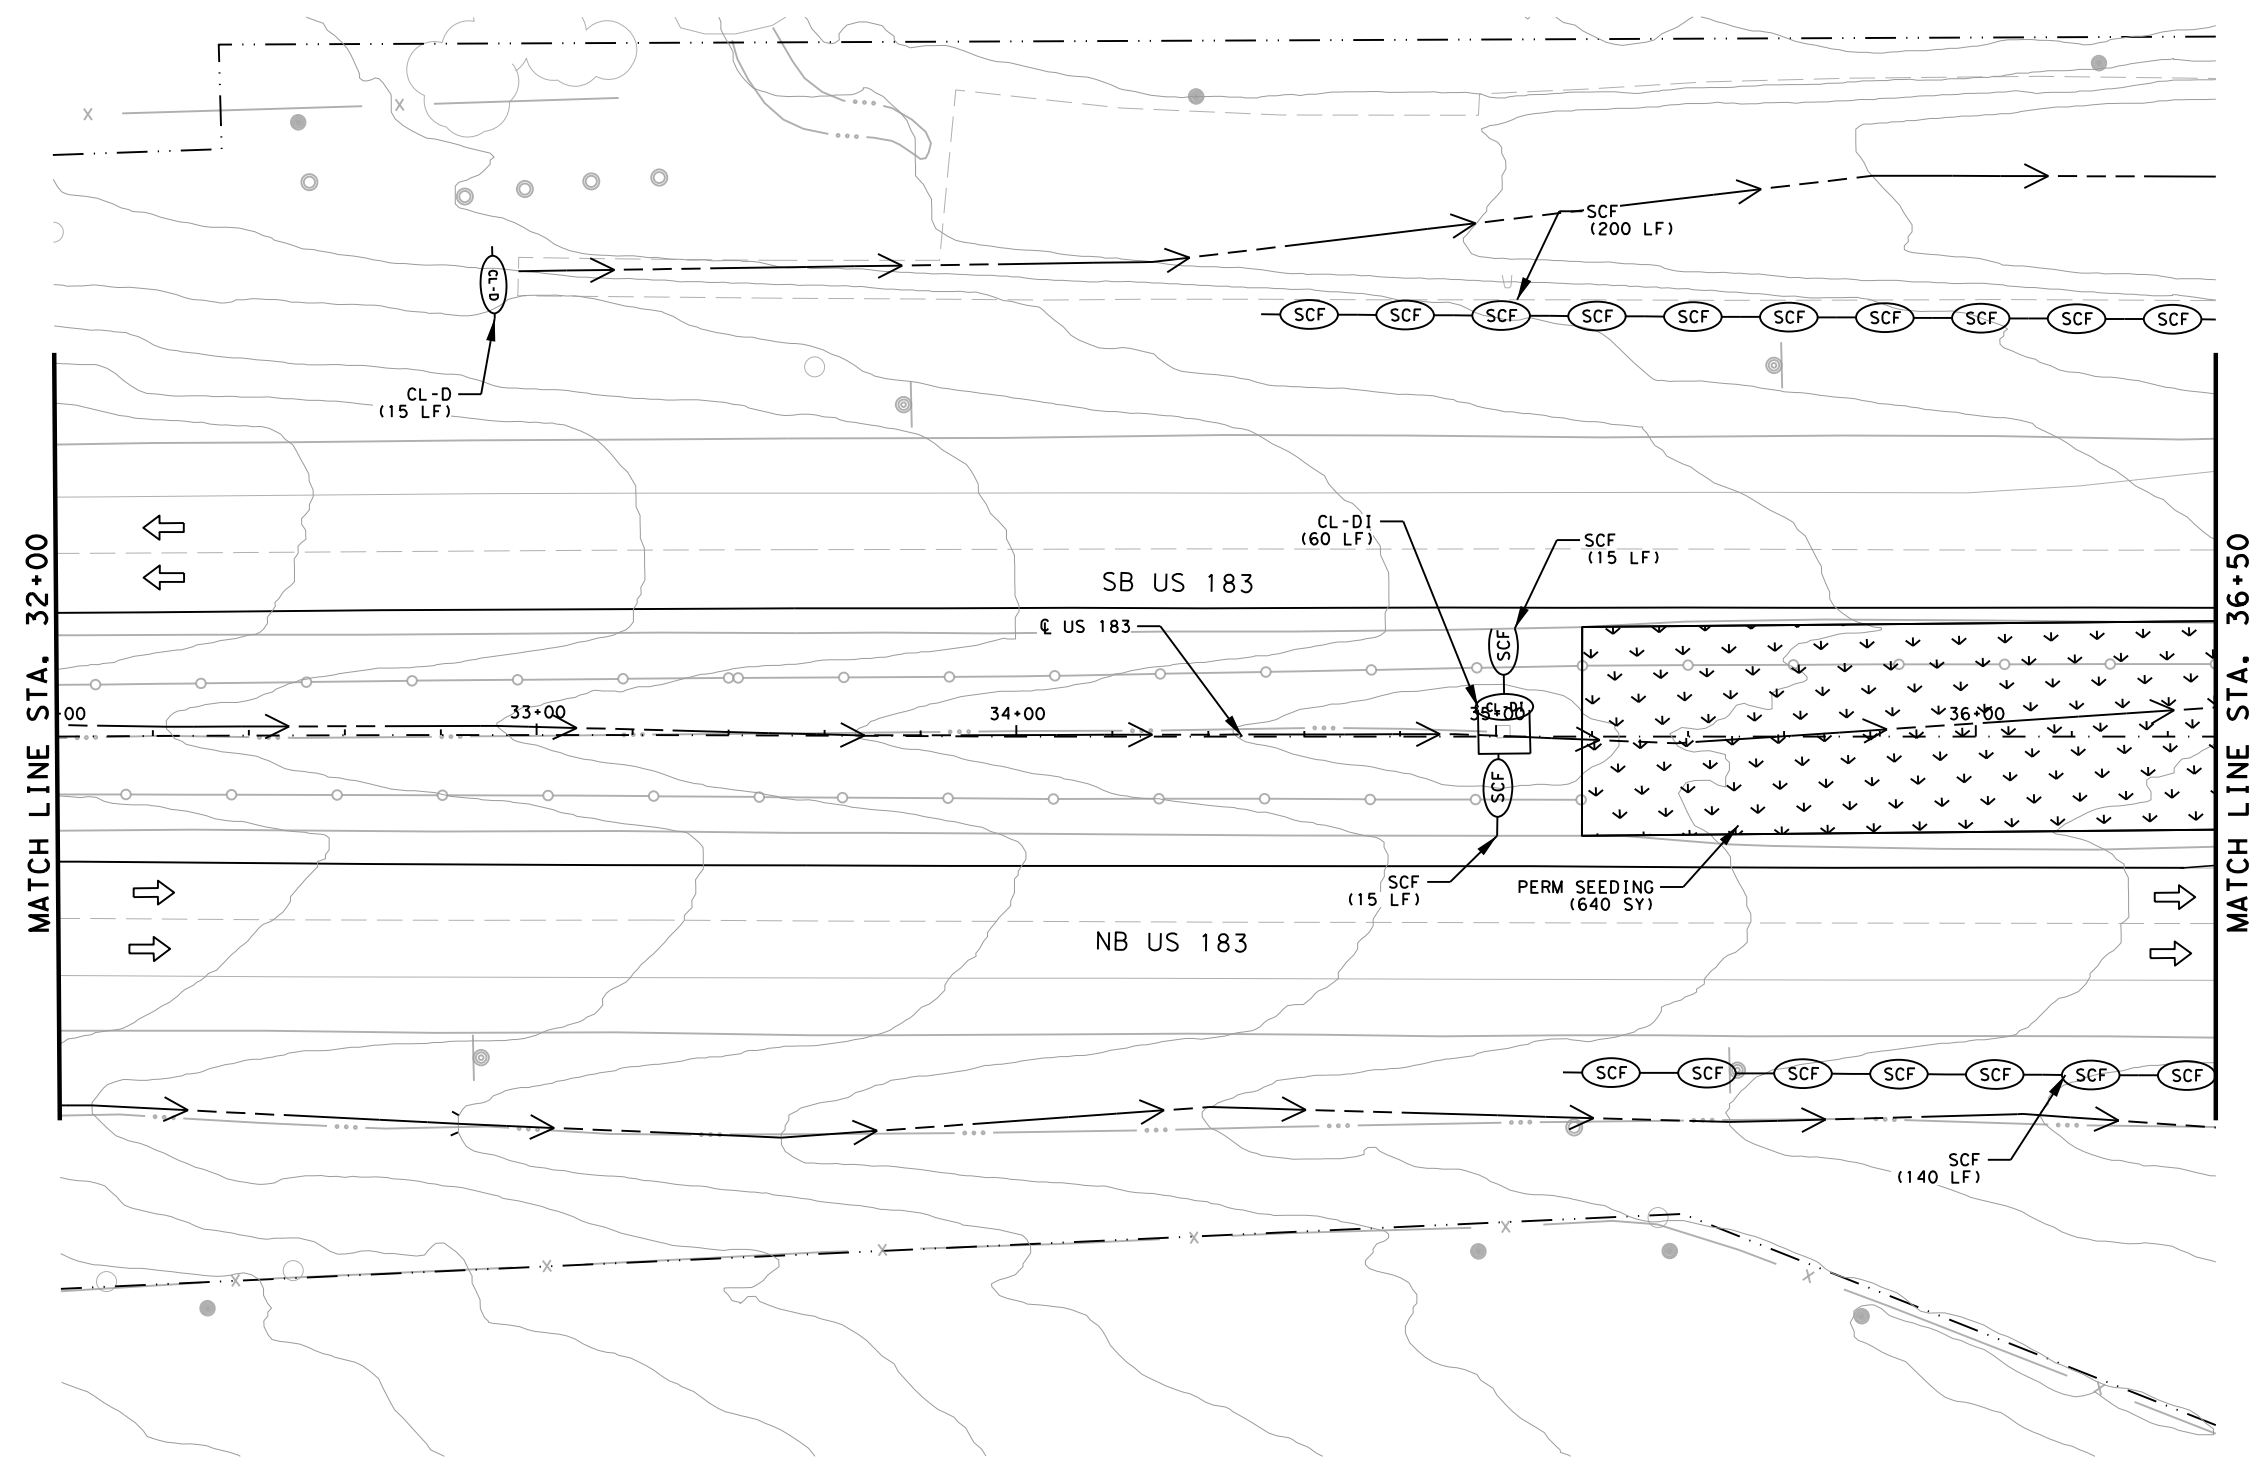 SCF
(200 LF)
CL-D
SCF SCF SCF SCF SCF SCF SCF SCF SCF SCF
CL-D
(15 LF)
CL-DI
(60 LF)
SCF
(15 LF)
SB US 183
℄ US 183
SCF
CL-DI
+00
33+00
34+00
35+00
36+00
SCF
SCF
(15 LF)
PERM SEEDING
(640 SY)
NB US 183
SCF SCF SCF SCF SCF SCF SCF
SCF
(140 LF)
MATCH LINE STA. 32+00
MATCH LINE STA. 36+50